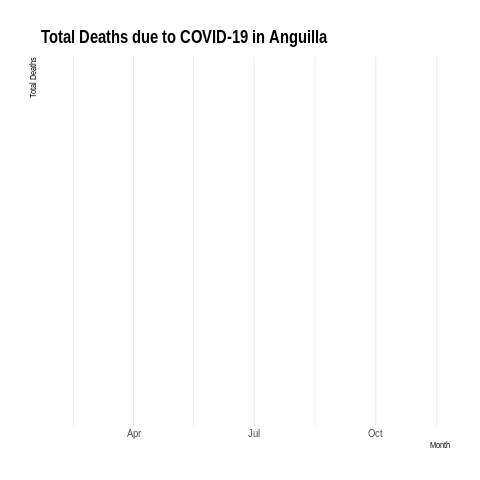 Total Deaths due to COVID-19 in Anguilla
Total Deaths
Apr Jul Oct
Month